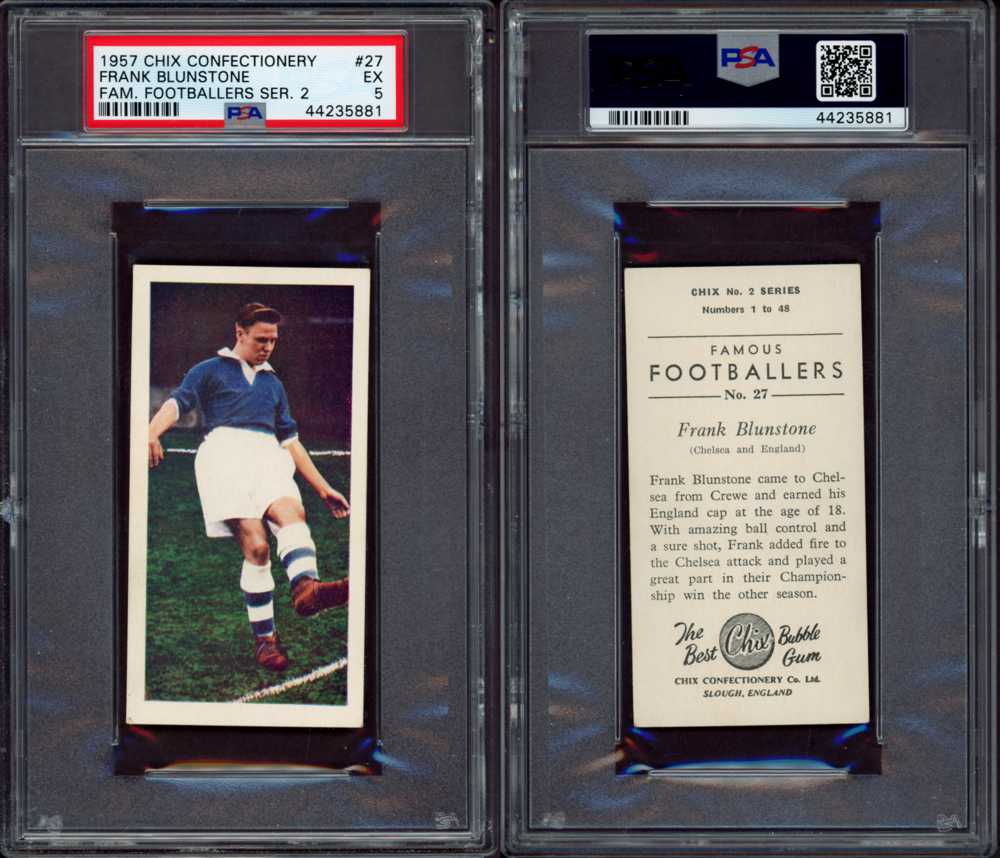 1957 CHIX CONFECTIONERY #27
FRANK BLUNSTONE EX
FAM. FOOTBALLERS SER. 2 5
PSA 44235881
PSA
44235881
CHIX No. 2 SERIES
Numbers 1 to 48
FAMOUS
FOOTBALLERS
No. 27
Frank Blunstone
(Chelsea and England)
Frank Blunstone came to Chel-
sea from Crewe and earned his
England cap at the age of 18.
With amazing ball control and
a sure shot, Frank added fire to
the Chelsea attack and played a
great part in their Champion-
ship win the other season.
The Best Chix Bubble Gum
CHIX CONFECTIONERY Co. Ltd.
SLOUGH, ENGLAND